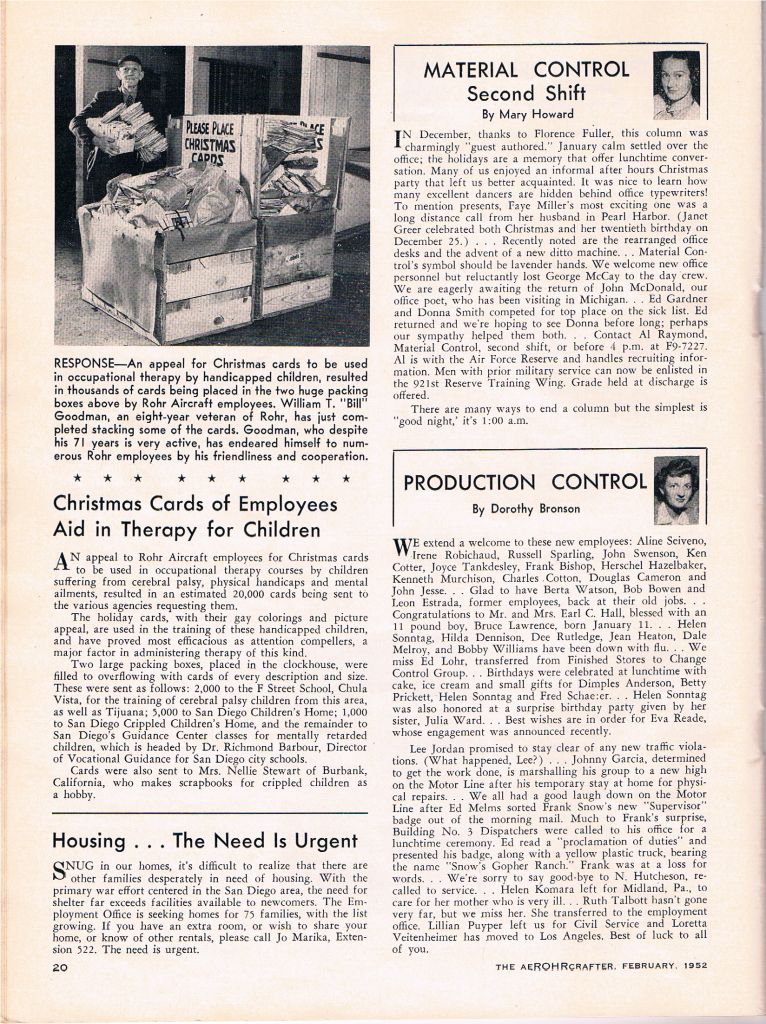 PLEASE PLACE
CHRISTMAS
CARDS
RESPONSE—An appeal for Christmas cards to be used
in occupational therapy by handicapped children, resulted
in thousands of cards being placed in the two huge packing
boxes above by Rohr Aircraft employees. William T. "Bill"
Goodman, an eight-year veteran of Rohr, has just com-
pleted stacking some of the cards. Goodman, who despite
his 71 years is very active, has endeared himself to num-
erous Rohr employees by his friendliness and cooperation.
Christmas Cards of Employees
Aid in Therapy for Children
AN appeal to Rohr Aircraft employees for Christmas cards
to be used in occupational therapy courses by children
suffering from cerebral palsy, physical handicaps and mental
ailments, resulted in an estimated 20,000 cards being sent to
the various agencies requesting them.
The holiday cards, with their gay colorings and picture
appeal, are used in the training of these handicapped children,
and have proved most efficacious as attention compellers, a
major factor in administering therapy of this kind.
Two large packing boxes, placed in the clockhouse, were
filled to overflowing with cards of every description and size.
These were sent as follows: 2,000 to the F Street School, Chula
Vista, for the training of cerebral palsy children from this area,
as well as Tijuana; 5,000 to San Diego Children's Home; 1,000
to San Diego Crippled Children's Home, and the remainder to
San Diego's Guidance Center classes for mentally retarded
children, which is headed by Dr. Richmond Barbour, Director
of Vocational Guidance for San Diego city schools.
Cards were also sent to Mrs. Nellie Stewart of Burbank,
California, who makes scrapbooks for crippled children as
a hobby.
Housing . . . The Need Is Urgent
SNUG in our homes, it's difficult to realize that there are
other families desperately in need of housing. With the
primary war effort centered in the San Diego area, the need for
shelter far exceeds facilities available to newcomers. The Em-
ployment Office is seeking homes for 75 families, with the list
growing. If you have an extra room, or wish to share your
home, or know of other rentals, please call Jo Marika, Exten-
sion 522. The need is urgent.
20
MATERIAL CONTROL
Second Shift
By Mary Howard
IN December, thanks to Florence Fuller, this column was
charmingly "guest authored." January calm settled over the
office; the holidays are a memory that offer lunchtime conver-
sation. Many of us enjoyed an informal after hours Christmas
party that left us better acquainted. It was nice to learn how
many excellent dancers are hidden behind office typewriters!
To mention presents, Faye Miller's most exciting one was a
long distance call from her husband in Pearl Harbor. (Janet
Greer celebrated both Christmas and her twentieth birthday on
December 25.) . . . Recently noted are the rearranged office
desks and the advent of a new ditto machine. . . Material Con-
trol's symbol should be lavender hands. We welcome new office
personnel but reluctantly lost George McCay to the day crew.
We are eagerly awaiting the return of John McDonald, our
office poet, who has been visiting in Michigan. . . Ed Gardner
and Donna Smith competed for top place on the sick list. Ed
returned and we're hoping to see Donna before long; perhaps
our sympathy helped them both. . . Contact Al Raymond,
Material Control, second shift, or before 4 p.m. at F9-7227.
Al is with the Air Force Reserve and handles recruiting infor-
mation. Men with prior military service can now be enlisted in
the 921st Reserve Training Wing. Grade held at discharge is
offered.
There are many ways to end a column but the simplest is
"good night,' it's 1:00 a.m.
PRODUCTION CONTROL
By Dorothy Bronson
WE extend a welcome to these new employees: Aline Seiveno,
Irene Robichaud, Russell Sparling, John Swenson, Ken
Cotter, Joyce Tankdesley, Frank Bishop, Herschel Hazelbaker,
Kenneth Murchison, Charles Cotton, Douglas Cameron and
John Jesse. . . Glad to have Berta Watson, Bob Bowen and
Leon Estrada, former employees, back at their old jobs. . .
Congratulations to Mr. and Mrs. Earl C. Hall, blessed with an
11 pound boy, Bruce Lawrence, born January 11. . . Helen
Sonntag, Hilda Dennison, Dee Rutledge, Jean Heaton, Dale
Melroy, and Bobby Williams have been down with flu. . . We
miss Ed Lohr, transferred from Finished Stores to Change
Control Group. . . Birthdays were celebrated at lunchtime with
cake, ice cream and small gifts for Dimples Anderson, Betty
Prickett, Helen Sonntag and Fred Schae:er. . . Helen Sonntag
was also honored at a surprise birthday party given by her
sister, Julia Ward. . . Best wishes are in order for Eva Reade,
whose engagement was announced recently.
Lee Jordan promised to stay clear of any new traffic viola-
tions. (What happened, Lee?) . . . Johnny Garcia, determined
to get the work done, is marshalling his group to a new high
on the Motor Line after his temporary stay at home for physi-
cal repairs. . . We all had a good laugh down on the Motor
Line after Ed Melms sorted Frank Snow's new "Supervisor"
badge out of the morning mail. Much to Frank's surprise,
Building No. 3 Dispatchers were called to his office for a
lunchtime ceremony. Ed read a "proclamation of duties" and
presented his badge, along with a yellow plastic truck, bearing
the name "Snow's Gopher Ranch." Frank was at a loss for
words. . . We're sorry to say good-bye to N. Hutcheson, re-
called to service. . . Helen Komara left for Midland, Pa., to
care for her mother who is very ill. . . Ruth Talbott hasn't gone
very far, but we miss her. She transferred to the employment
office. Lillian Puyper left us for Civil Service and Loretta
Veitenheimer has moved to Los Angeles. Best of luck to all
of you.
THE AEROHRCRAFTER, FEBRUARY, 1952